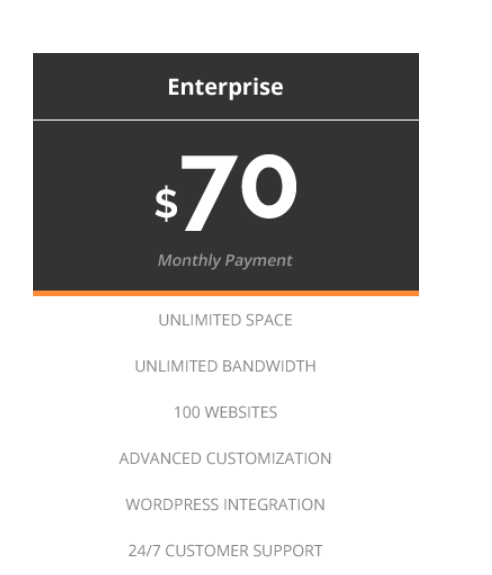 Enterprise
$70
Monthly Payment
UNLIMITED SPACE
UNLIMITED BANDWIDTH
100 WEBSITES
ADVANCED CUSTOMIZATION
WORDPRESS INTEGRATION
24/7 CUSTOMER SUPPORT